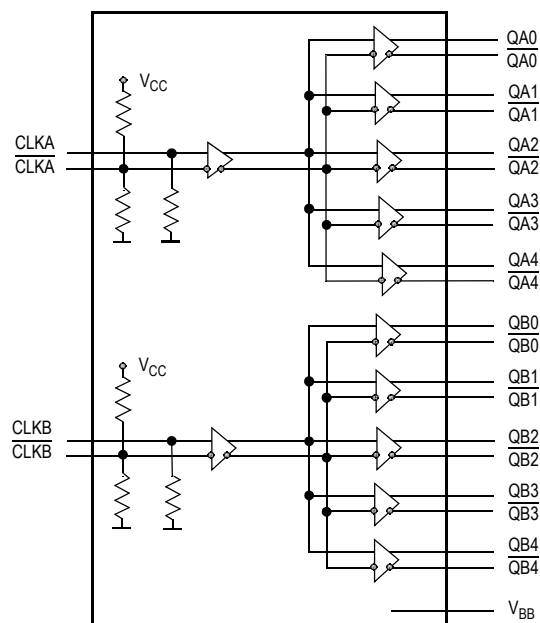 QA0
QA0
QA1
QA1
QA2
QA2
QA3
QA3
QA4
QA4
VCC
CLKA
CLKA
QB0
QB0
QB1
QB1
QB2
QB2
QB3
QB3
QB4
QB4
VCC
CLKB
CLKB
VBB